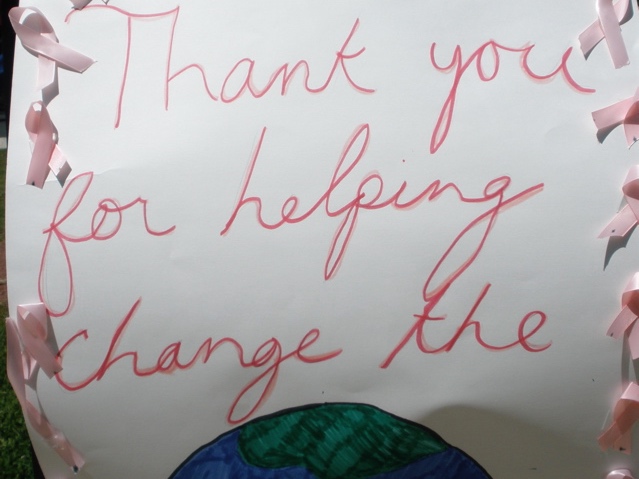 Thank you
for helping
change the